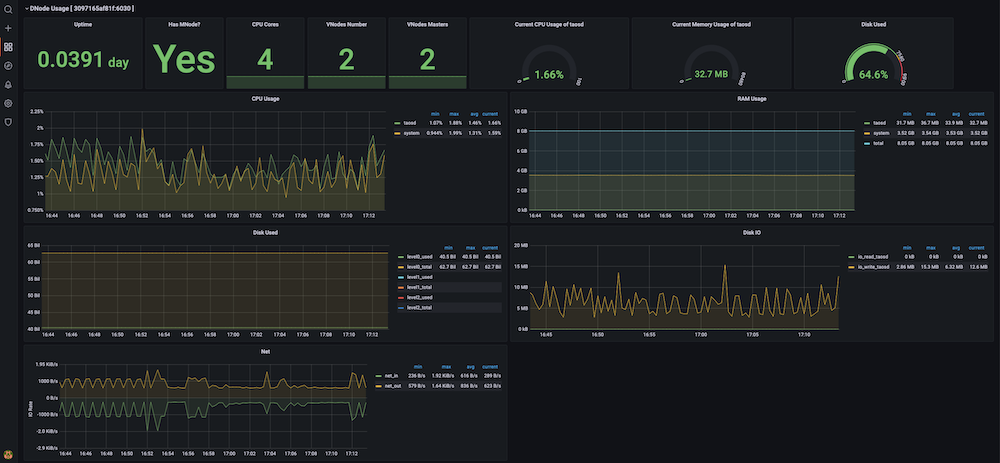 DNode Usage [ 3097165af81f:6030 ]
Uptime
0.0391 day
Has MNode?
Yes
CPU Cores
4
VNodes Number
2
VNodes Masters
2
Current CPU Usage of taosd
1.66%
0
100
Current Memory Usage of taosd
32.7 MB
0
Disk Used
64.6%
0
CPU Usage
2.25%
2%
1.75%
1.50%
1.25%
1%
0.750%
16:44 16:46 16:48 16:50 16:52 16:54 16:56 16:58 17:00 17:02 17:04 17:06 17:08 17:10 17:12
min max avg current
taosd 1.07% 1.88% 1.46% 1.66%
system 0.944% 1.99% 1.31% 1.59%
RAM Usage
10 GB
8 GB
6 GB
4 GB
2 GB
0 GB
16:44 16:46 16:48 16:50 16:52 16:54 16:56 16:58 17:00 17:02 17:04 17:06 17:08 17:10 17:12
min max avg current
taosd 31.7 MB 36.7 MB 33.9 MB 32.7 MB
system 3.52 GB 3.54 GB 3.53 GB 3.52 GB
total 8.05 GB 8.05 GB 8.05 GB 8.05 GB
Disk Used
65 Bil
60 Bil
55 Bil
50 Bil
45 Bil
40 Bil
16:44 16:46 16:48 16:50 16:52 16:54 16:56 16:58 17:00 17:02 17:04 17:06 17:08 17:10 17:12
min max current
level0_used 40.5 Bil 40.5 Bil 40.5 Bil
level0_total 62.7 Bil 62.7 Bil 62.7 Bil
level1_used
level1_total
level2_used
level2_total
Disk IO
20 MB
15 MB
10 MB
5 MB
0 kB
16:45 16:50 16:55 17:00 17:05 17:10
min max avg current
io_read_taosd 0 kB 0 kB 0 kB 0 kB
io_write_taosd 2.86 MB 15.3 MB 6.32 MB 12.6 MB
Net
IO Rate
1.95 KiB/s
1000 B/s
0 B/s
-1000 B/s
-2.0 KiB/s
-2.9 KiB/s
16:44 16:46 16:48 16:50 16:52 16:54 16:56 16:58 17:00 17:02 17:04 17:06 17:08 17:10 17:12
min max avg current
net_in 236 B/s 1.92 KiB/s 616 B/s 289 B/s
net_out 579 B/s 1.64 KiB/s 836 B/s 623 B/s